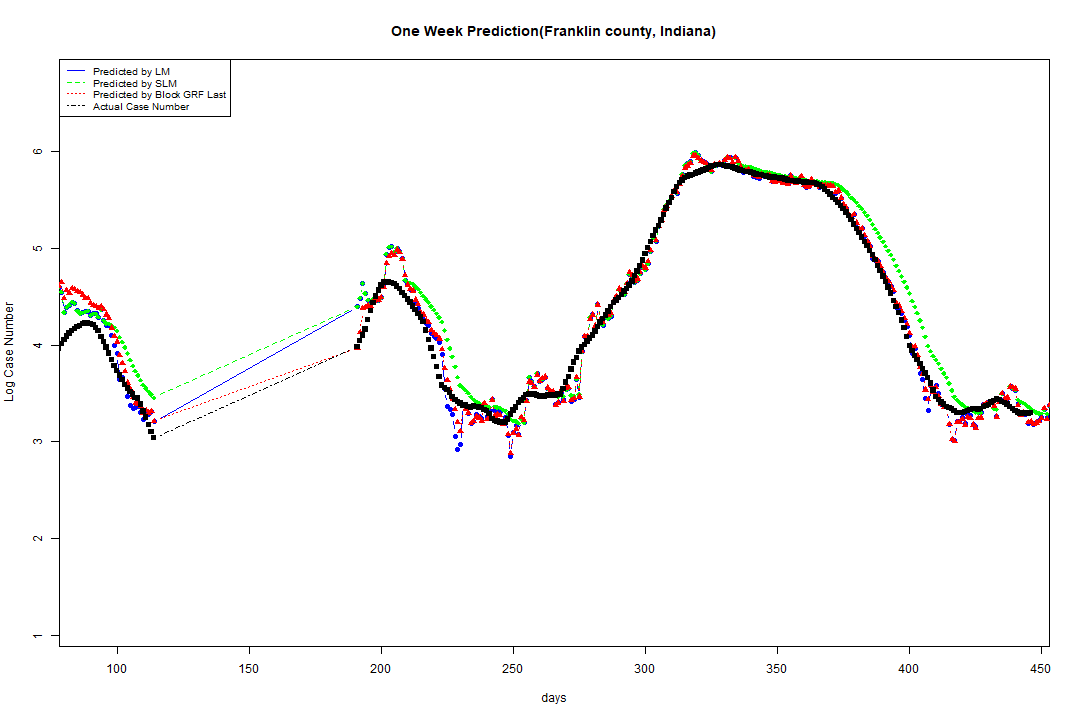 One Week Prediction(Franklin county, Indiana)
Predicted by LM
Predicted by SLM
Predicted by Block GRF Last
Actual Case Number
6
5
4
3
2
1
Log Case Number
100 150 200 250 300 350 400 450
days